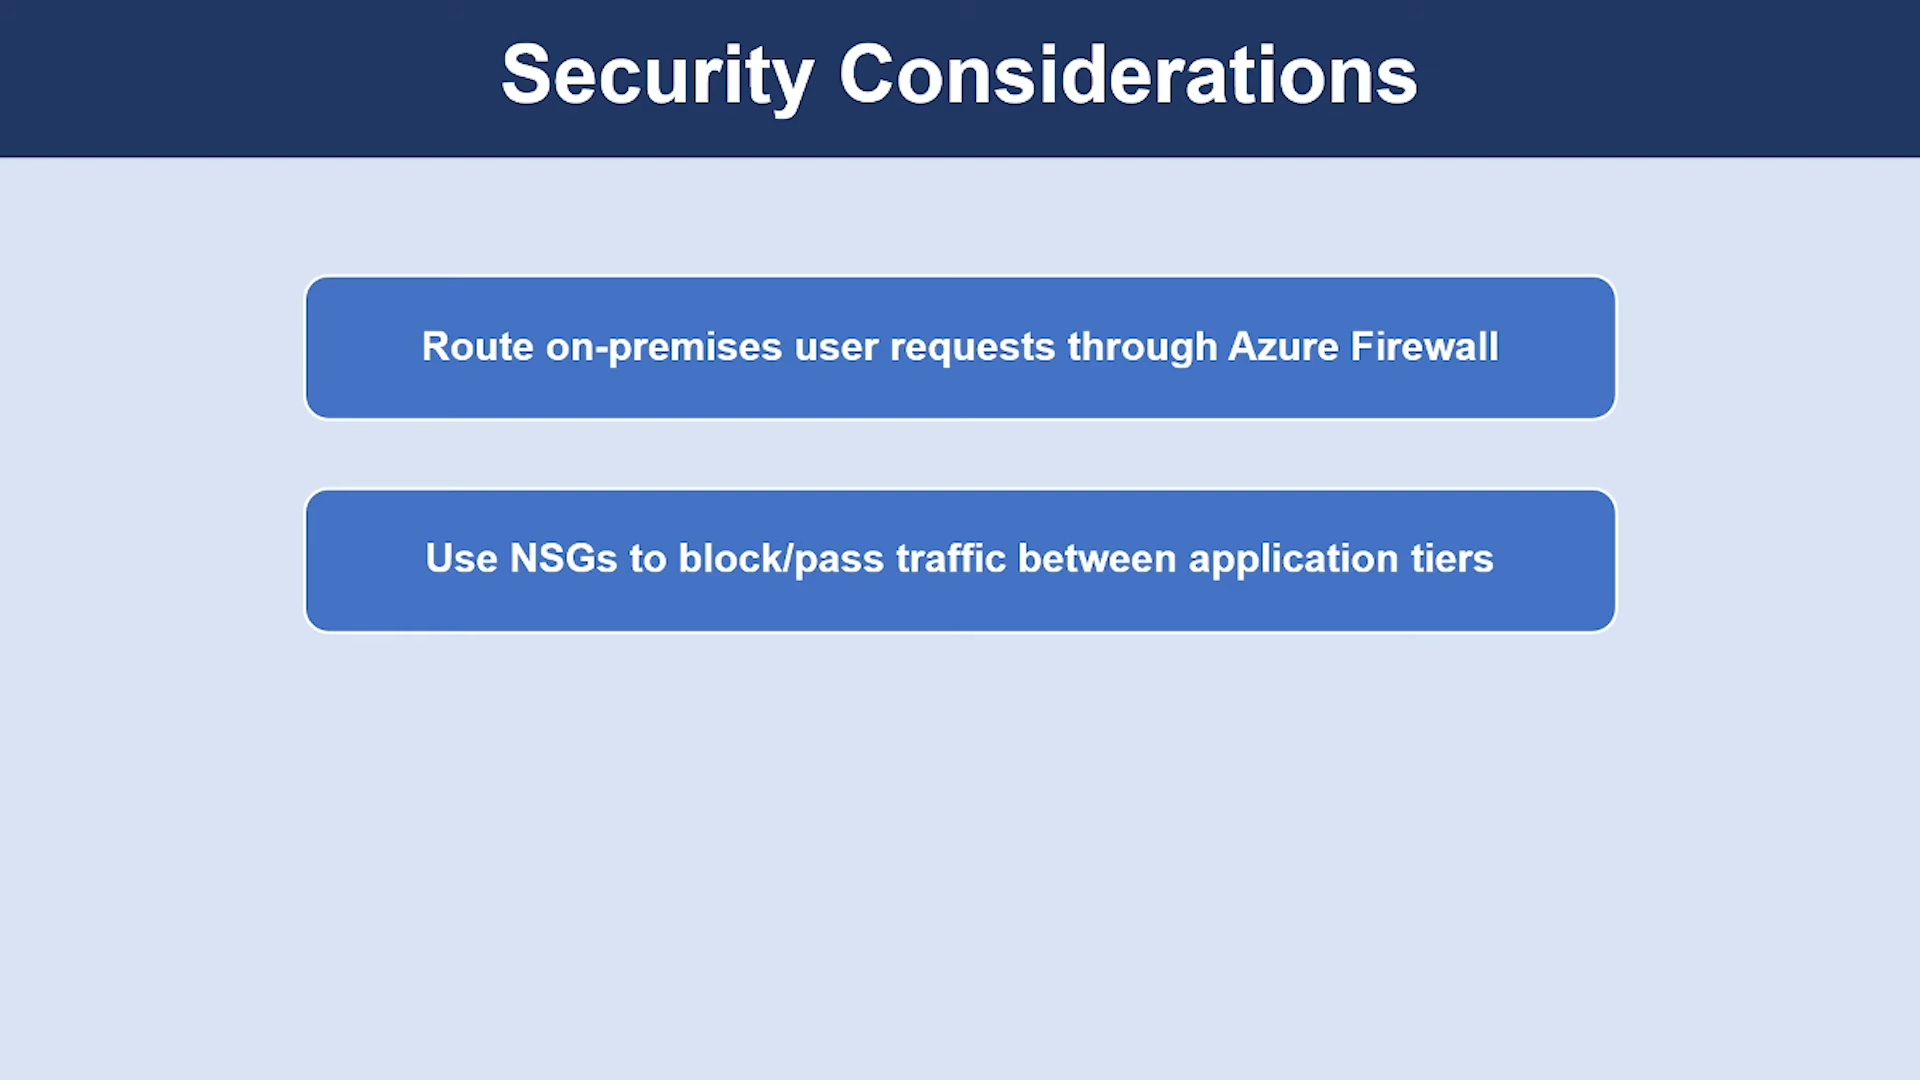 Security Considerations
Route on-premises user requests through Azure Firewall
Use NSGs to block/pass traffic between application tiers